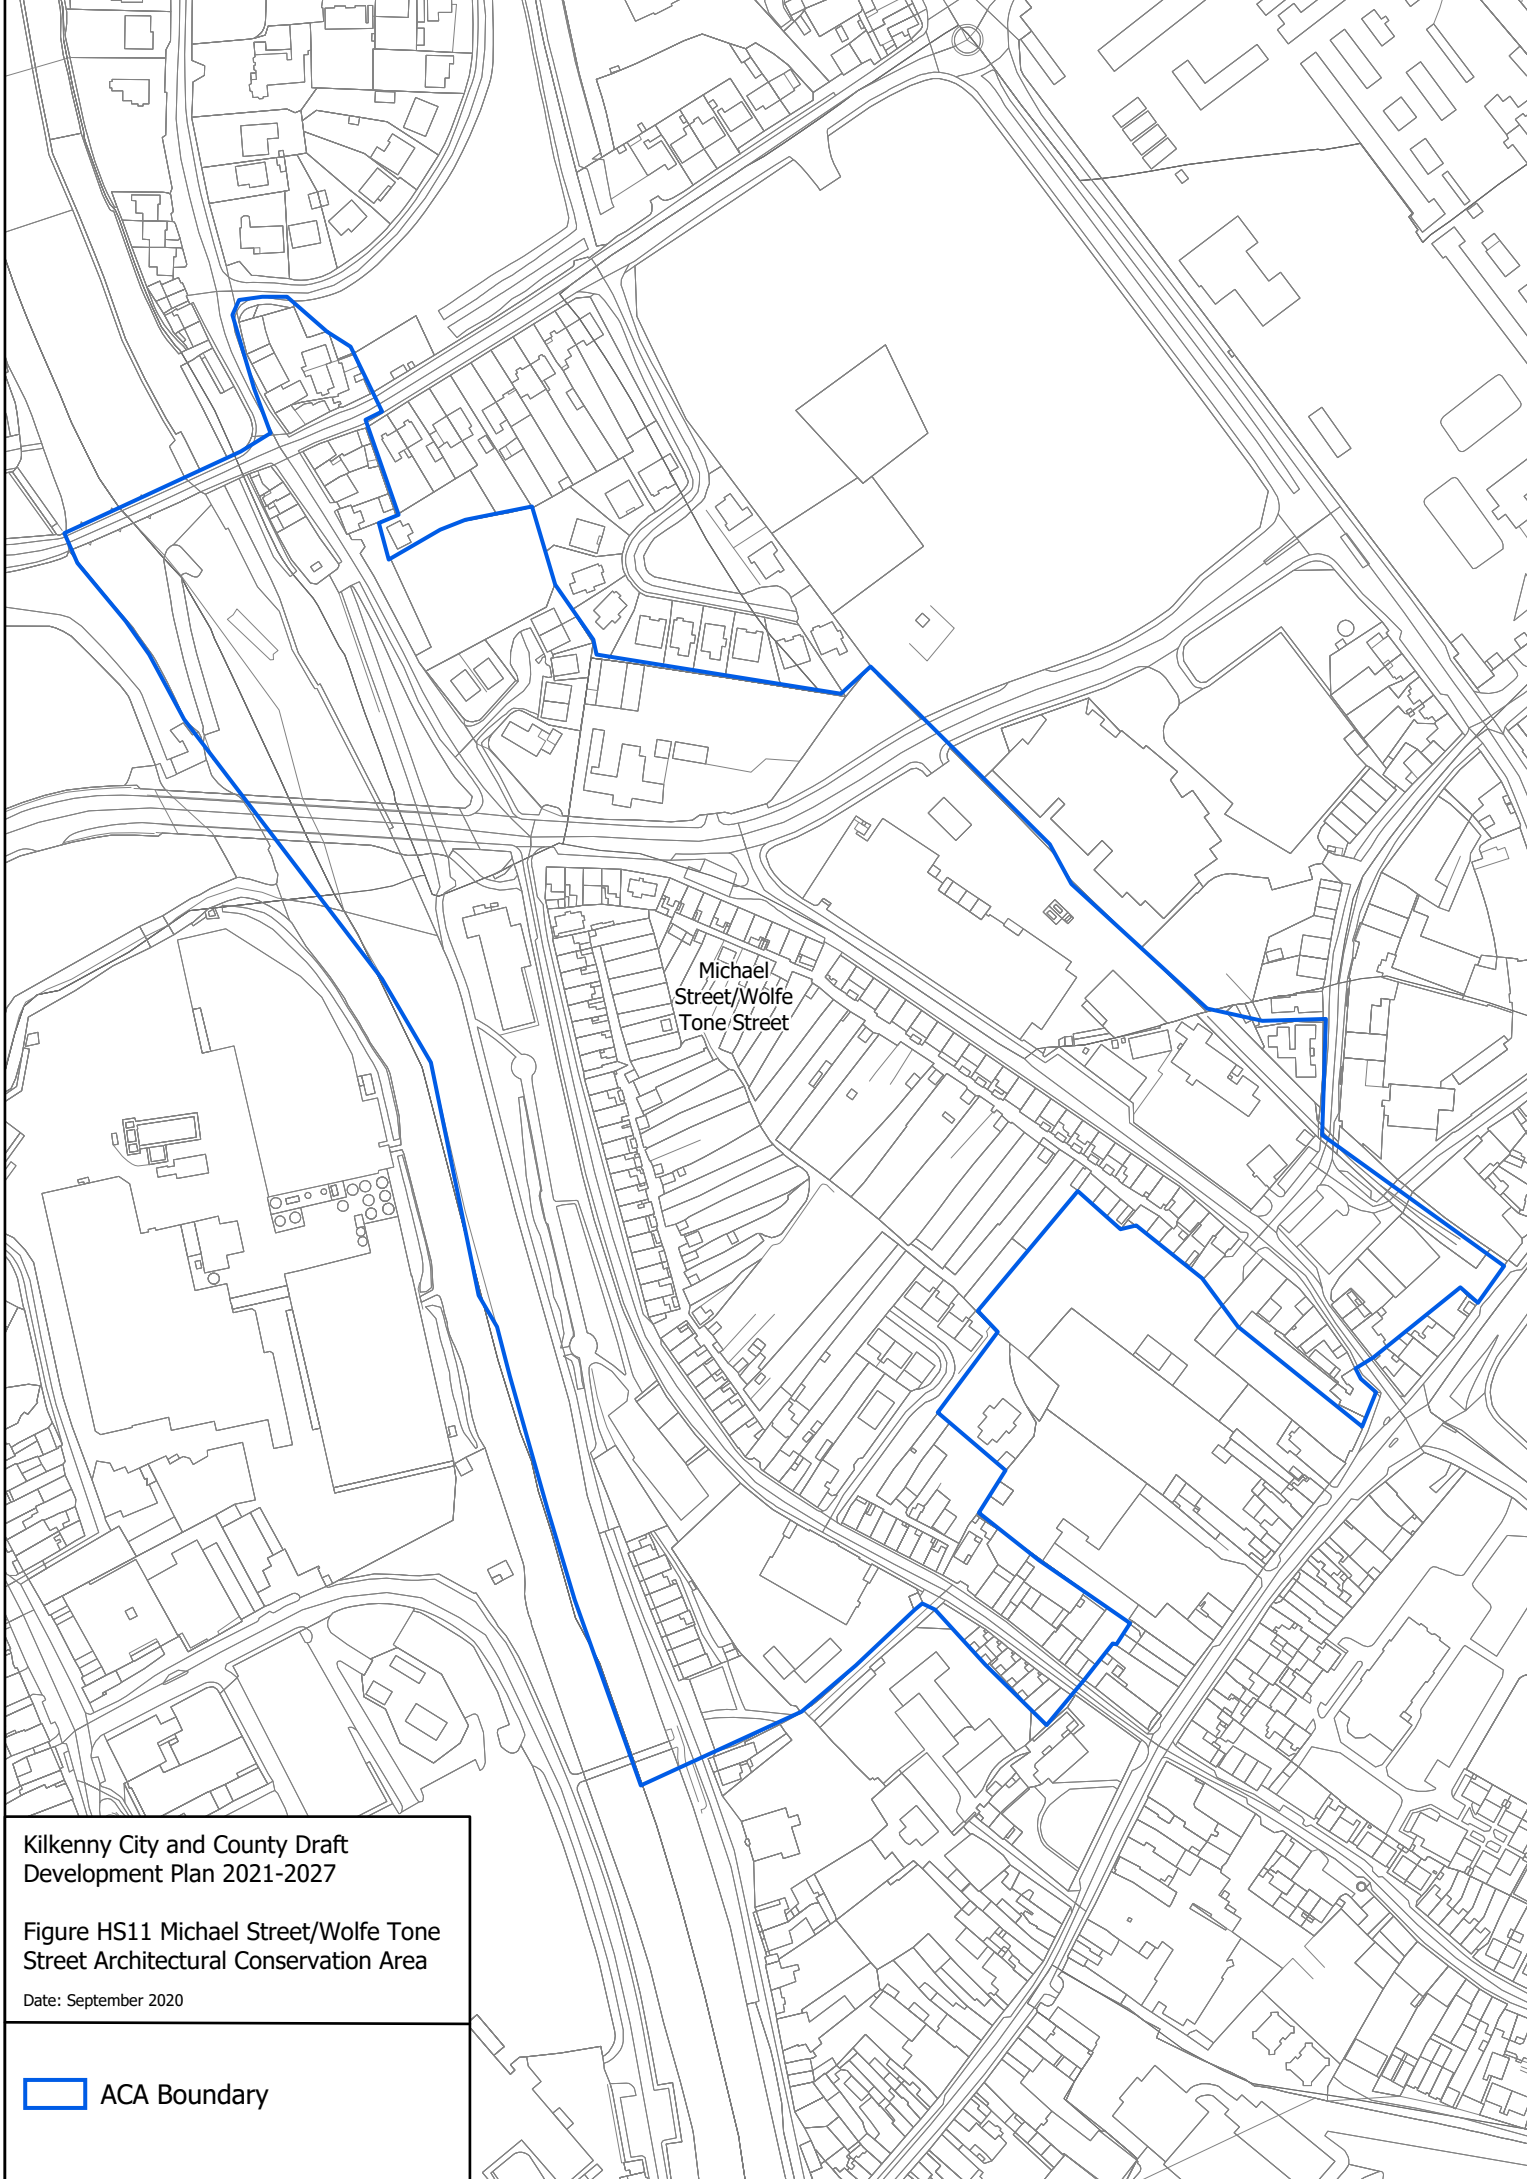 Michael
Street/Wolfe
Tone Street
Kilkenny City and County Draft
Development Plan 2021-2027
Figure HS11 Michael Street/Wolfe Tone
Street Architectural Conservation Area
Date: September 2020
ACA Boundary